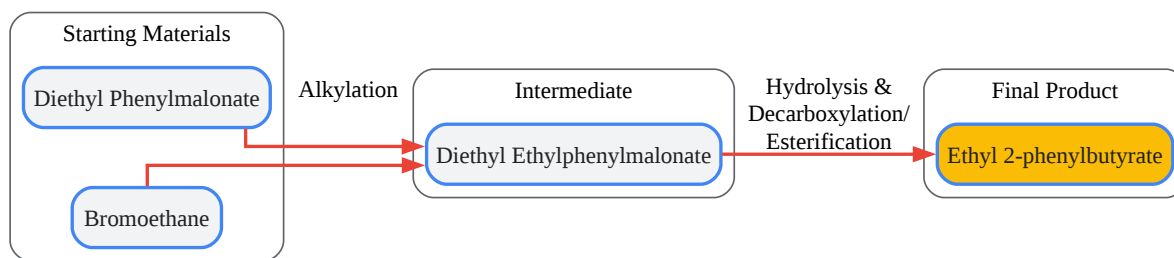 Starting Materials
Diethyl Phenylmalonate
Bromoethane
Alkylation
Intermediate
Diethyl Ethylphenylmalonate
Hydrolysis &
Decarboxylation/
Esterification
Final Product
Ethyl 2-phenylbutyrate